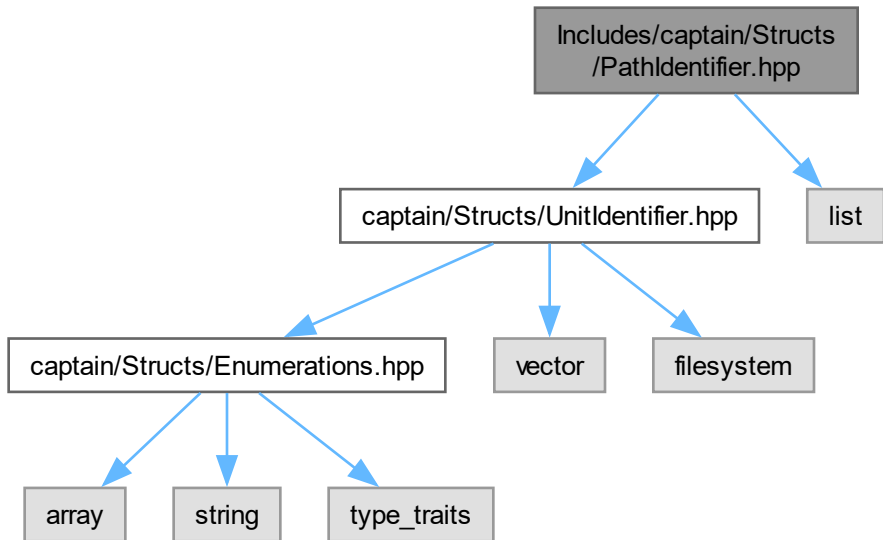 Includes/captain/Structs
/PathIdentifier.hpp
captain/Structs/UnitIdentifier.hpp
list
captain/Structs/Enumerations.hpp
vector
filesystem
array
string
type_traits